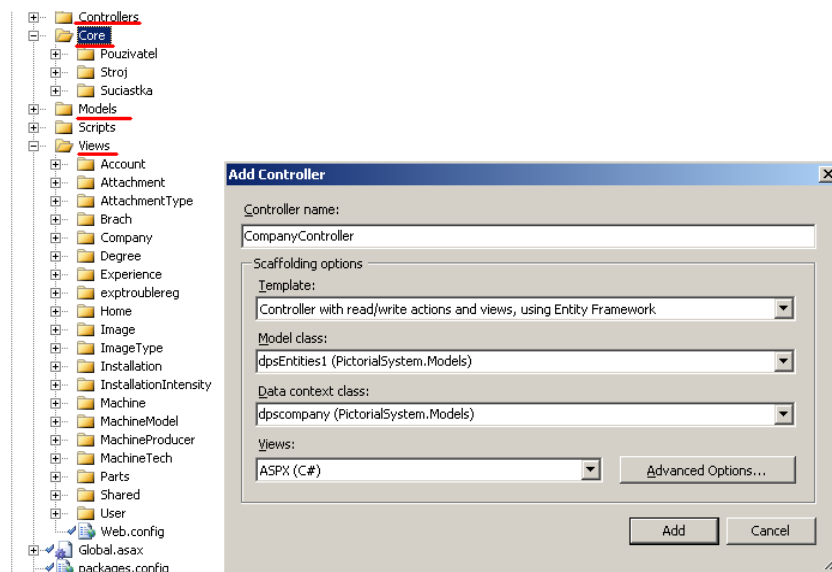 Controllers
Core
Pouzivatel
Stroj
Suciastka
Models
Scripts
Views
Account
Attachment
AttachmentType
Brach
Company
Degree
Experience
exptroublereg
Home
Image
ImageType
Installation
InstallationIntensity
Machine
MachineModel
MachineProducer
MachineTech
Parts
Shared
User
Web.config
Global.asax
packages.config
Add Controller
Controller name:
CompanyController
Scaffolding options
Template:
Controller with read/write actions and views, using Entity Framework
Model class:
dpsEntities1 (PictorialSystem.Models)
Data context class:
dpscompany (PictorialSystem.Models)
Views:
ASPX (C#)
Advanced Options...
Add
Cancel